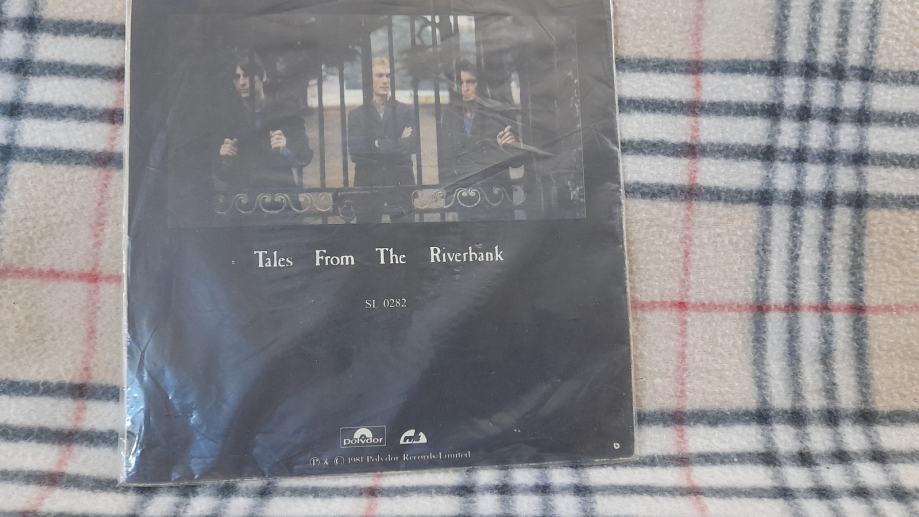 Tales From The Riverbank
SL 0282
polydor
℗ & © 1981 Polydor Records Limited